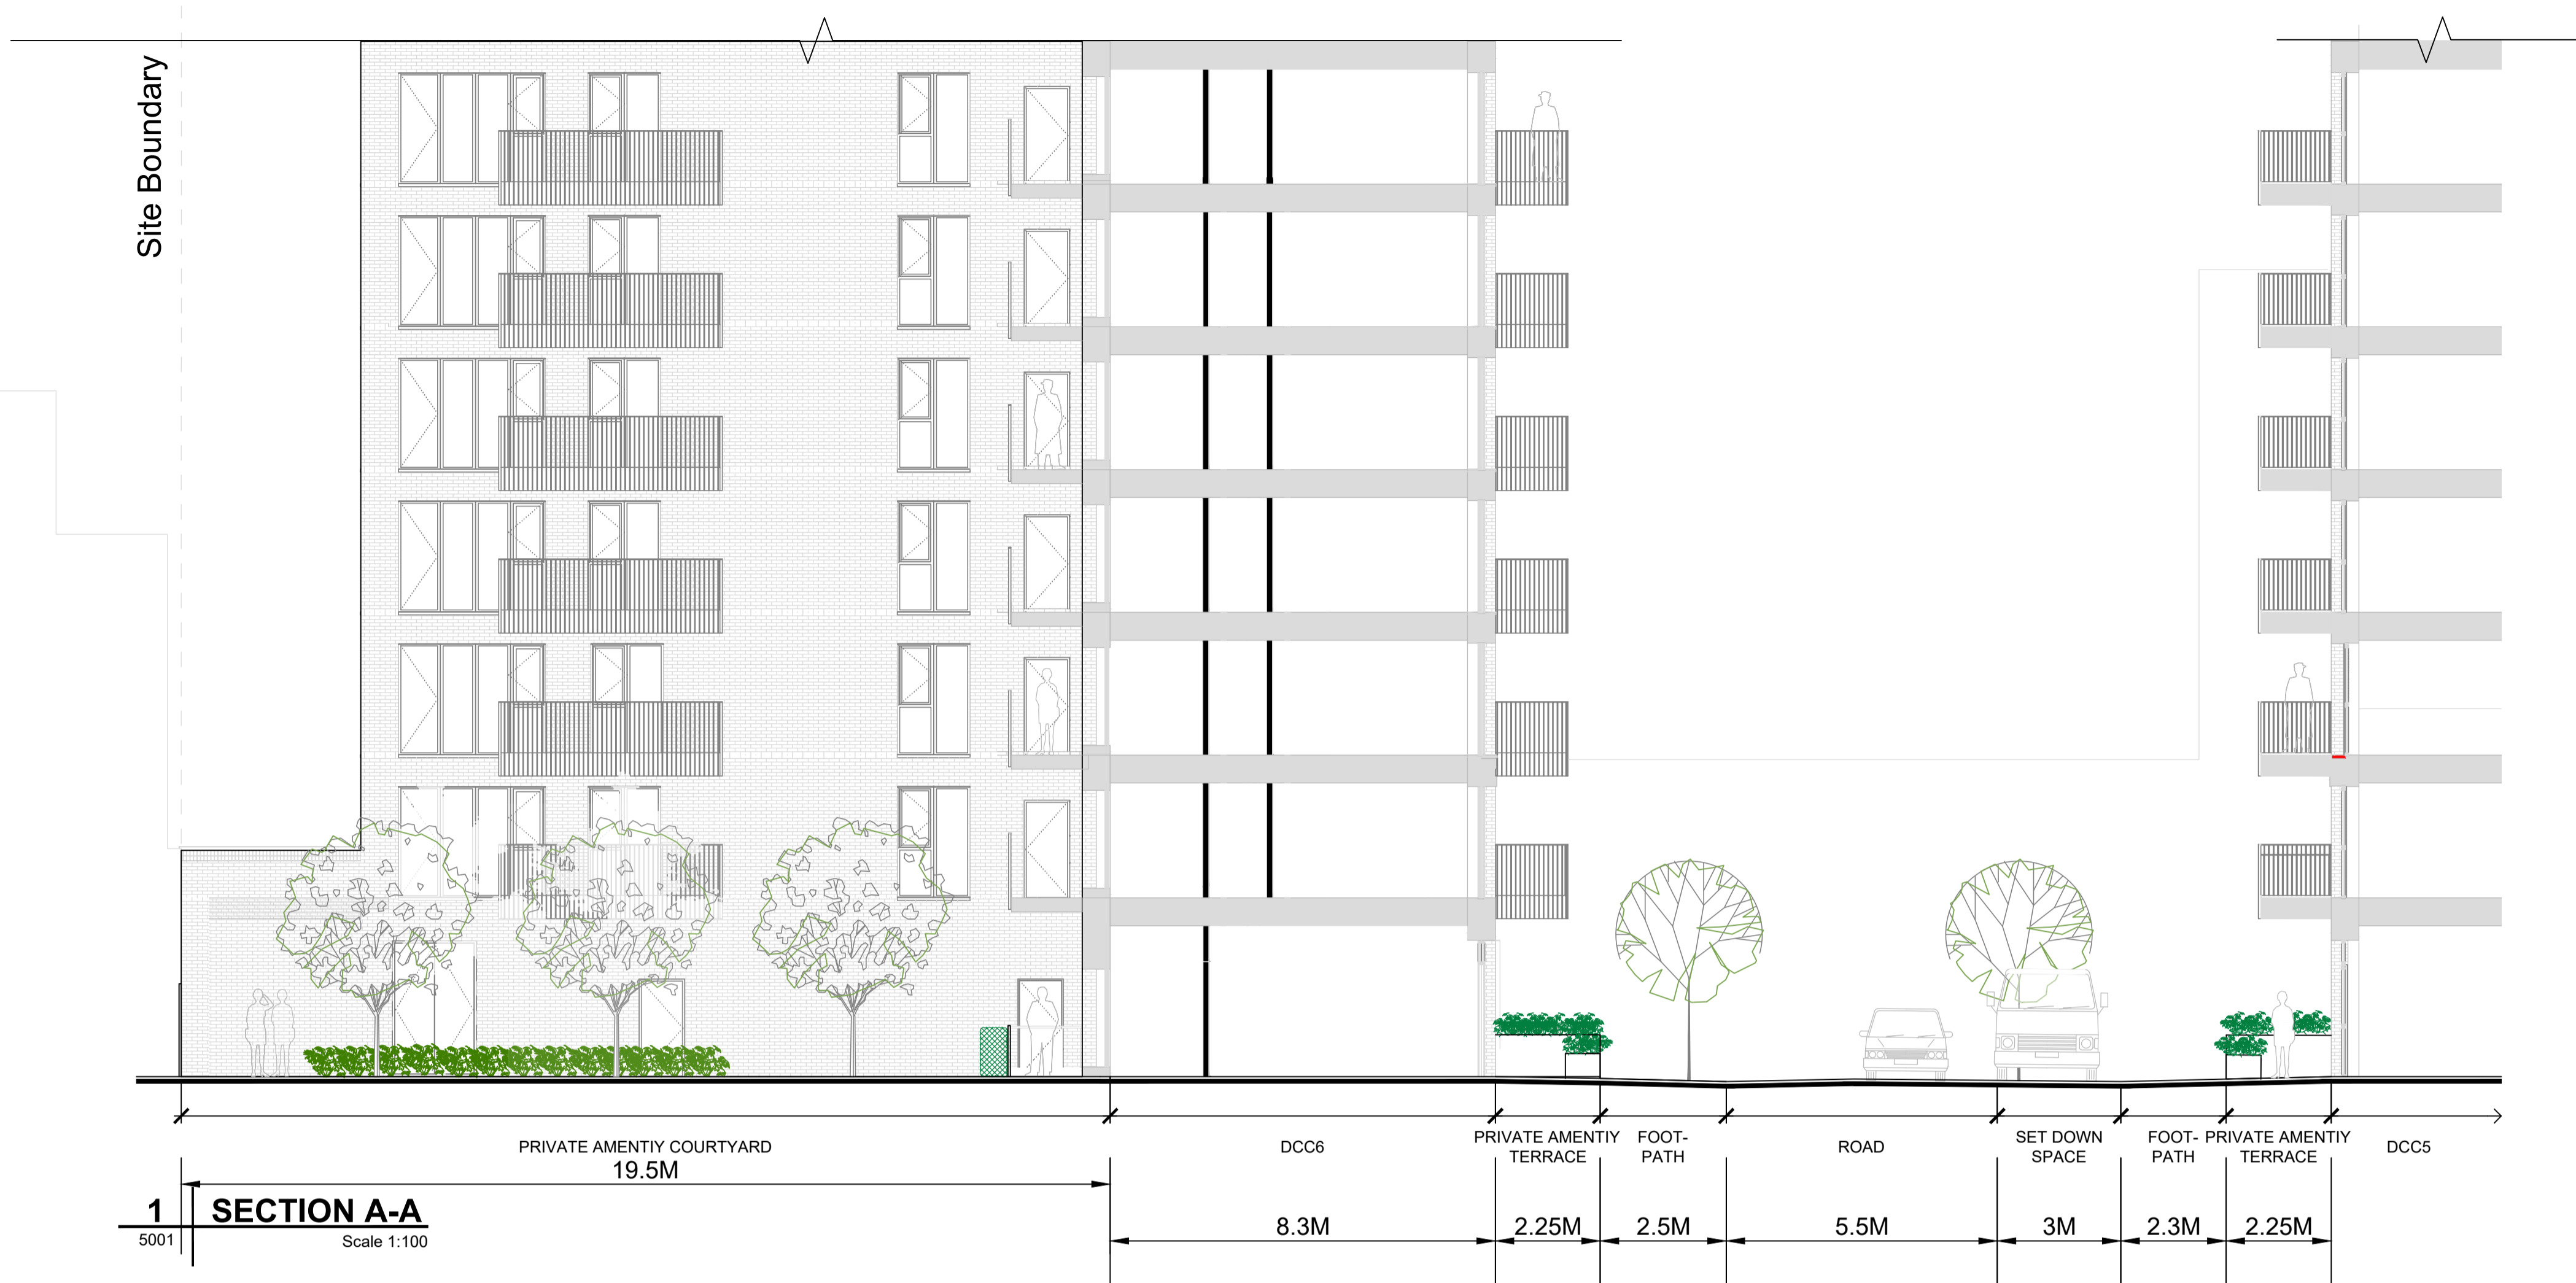 Site Boundary
PRIVATE AMENTIY COURTYARD
19.5M
DCC6
PRIVATE AMENTIY
TERRACE
FOOT-
PATH
ROAD
SET DOWN
SPACE
FOOT-
PATH
PRIVATE AMENTIY
TERRACE
DCC5
8.3M
2.25M
2.5M
5.5M
3M
2.3M
2.25M
1
SECTION A-A
5001
Scale 1:100